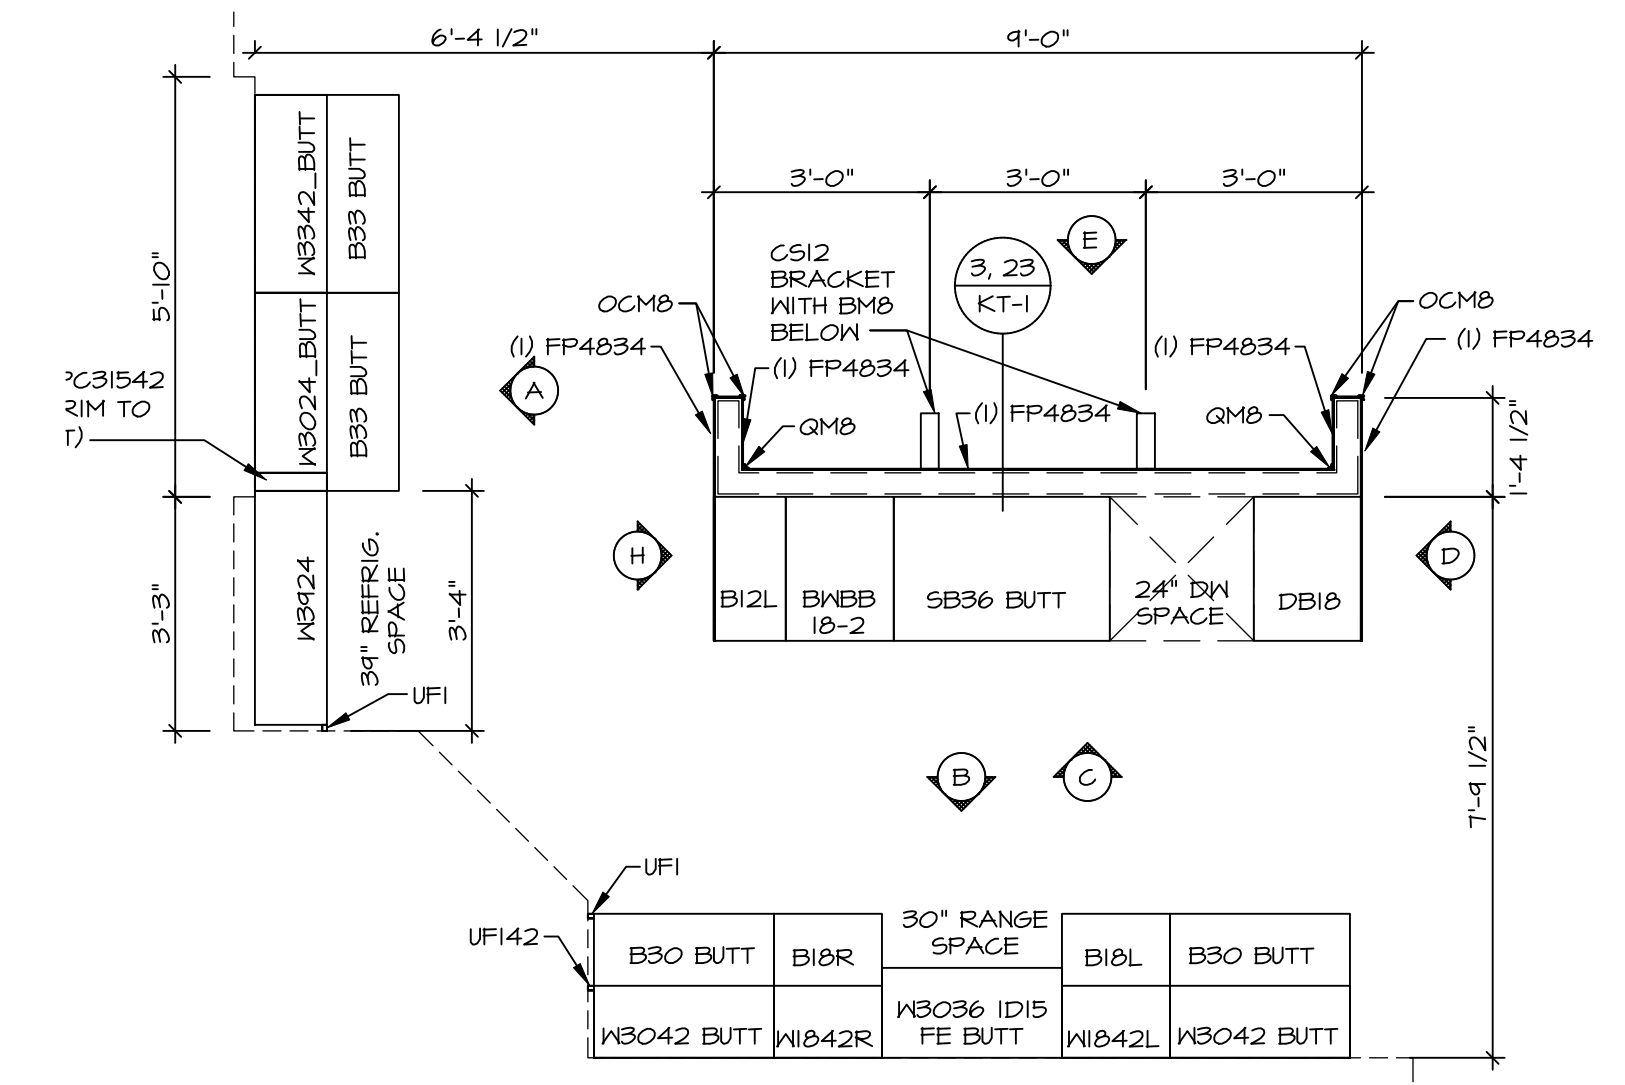 6'-4 1/2"
9'-0"
3'-0"
3'-0"
3'-0"
5'-10"
3'-3"
3'-4"
1'-4 1/2"
7'-9 1/2"
W3342_BUTT
B33 BUTT
W3024_BUTT
B33 BUTT
PC31542
RIM TO
T)
W3924
39" REFRIG.
SPACE
UF1
A
CS12
BRACKET
WITH BM8
BELOW
3, 23
KT-1
E
OCM8
(1) FP4834
(1) FP4834
QM8
(1) FP4834
(1) FP4834
QM8
OCM8
(1) FP4834
H
D
B12L
BWBB
18-2
SB36 BUTT
24" DW
SPACE
DB18
B
C
UF1
UF142
B30 BUTT
B18R
30" RANGE
SPACE
B18L
B30 BUTT
W3042 BUTT
W1842R
W3036 1D15
FE BUTT
W1842L
W3042 BUTT